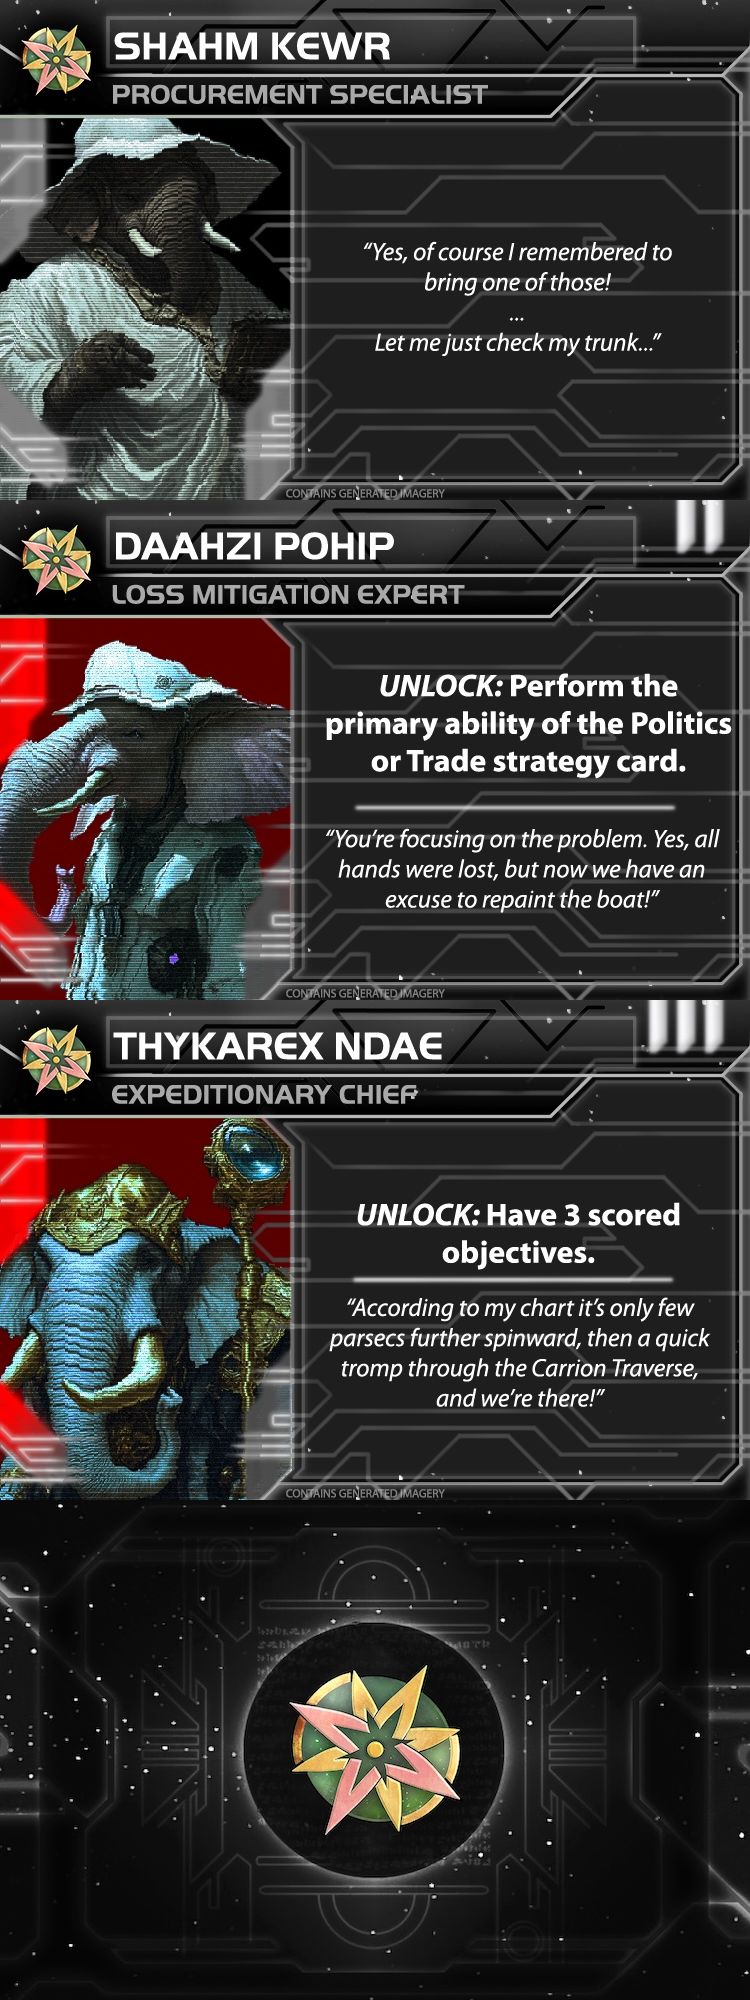 SHAHM KEWR
PROCUREMENT SPECIALIST
“Yes, of course I remembered to
bring one of those!
...
Let me just check my trunk...”
CONTAINS GENERATED IMAGERY
DAAHZI POHIP
LOSS MITIGATION EXPERT
UNLOCK: Perform the
primary ability of the Politics
or Trade strategy card.
“You’re focusing on the problem. Yes, all
hands were lost, but now we have an
excuse to repaint the boat!”
CONTAINS GENERATED IMAGERY
THYKAREX NDAE
EXPEDITIONARY CHIEF
UNLOCK: Have 3 scored
objectives.
“According to my chart it’s only few
parsecs further spinward, then a quick
tromp through the Carrion Traverse,
and we’re there!”
CONTAINS GENERATED IMAGERY